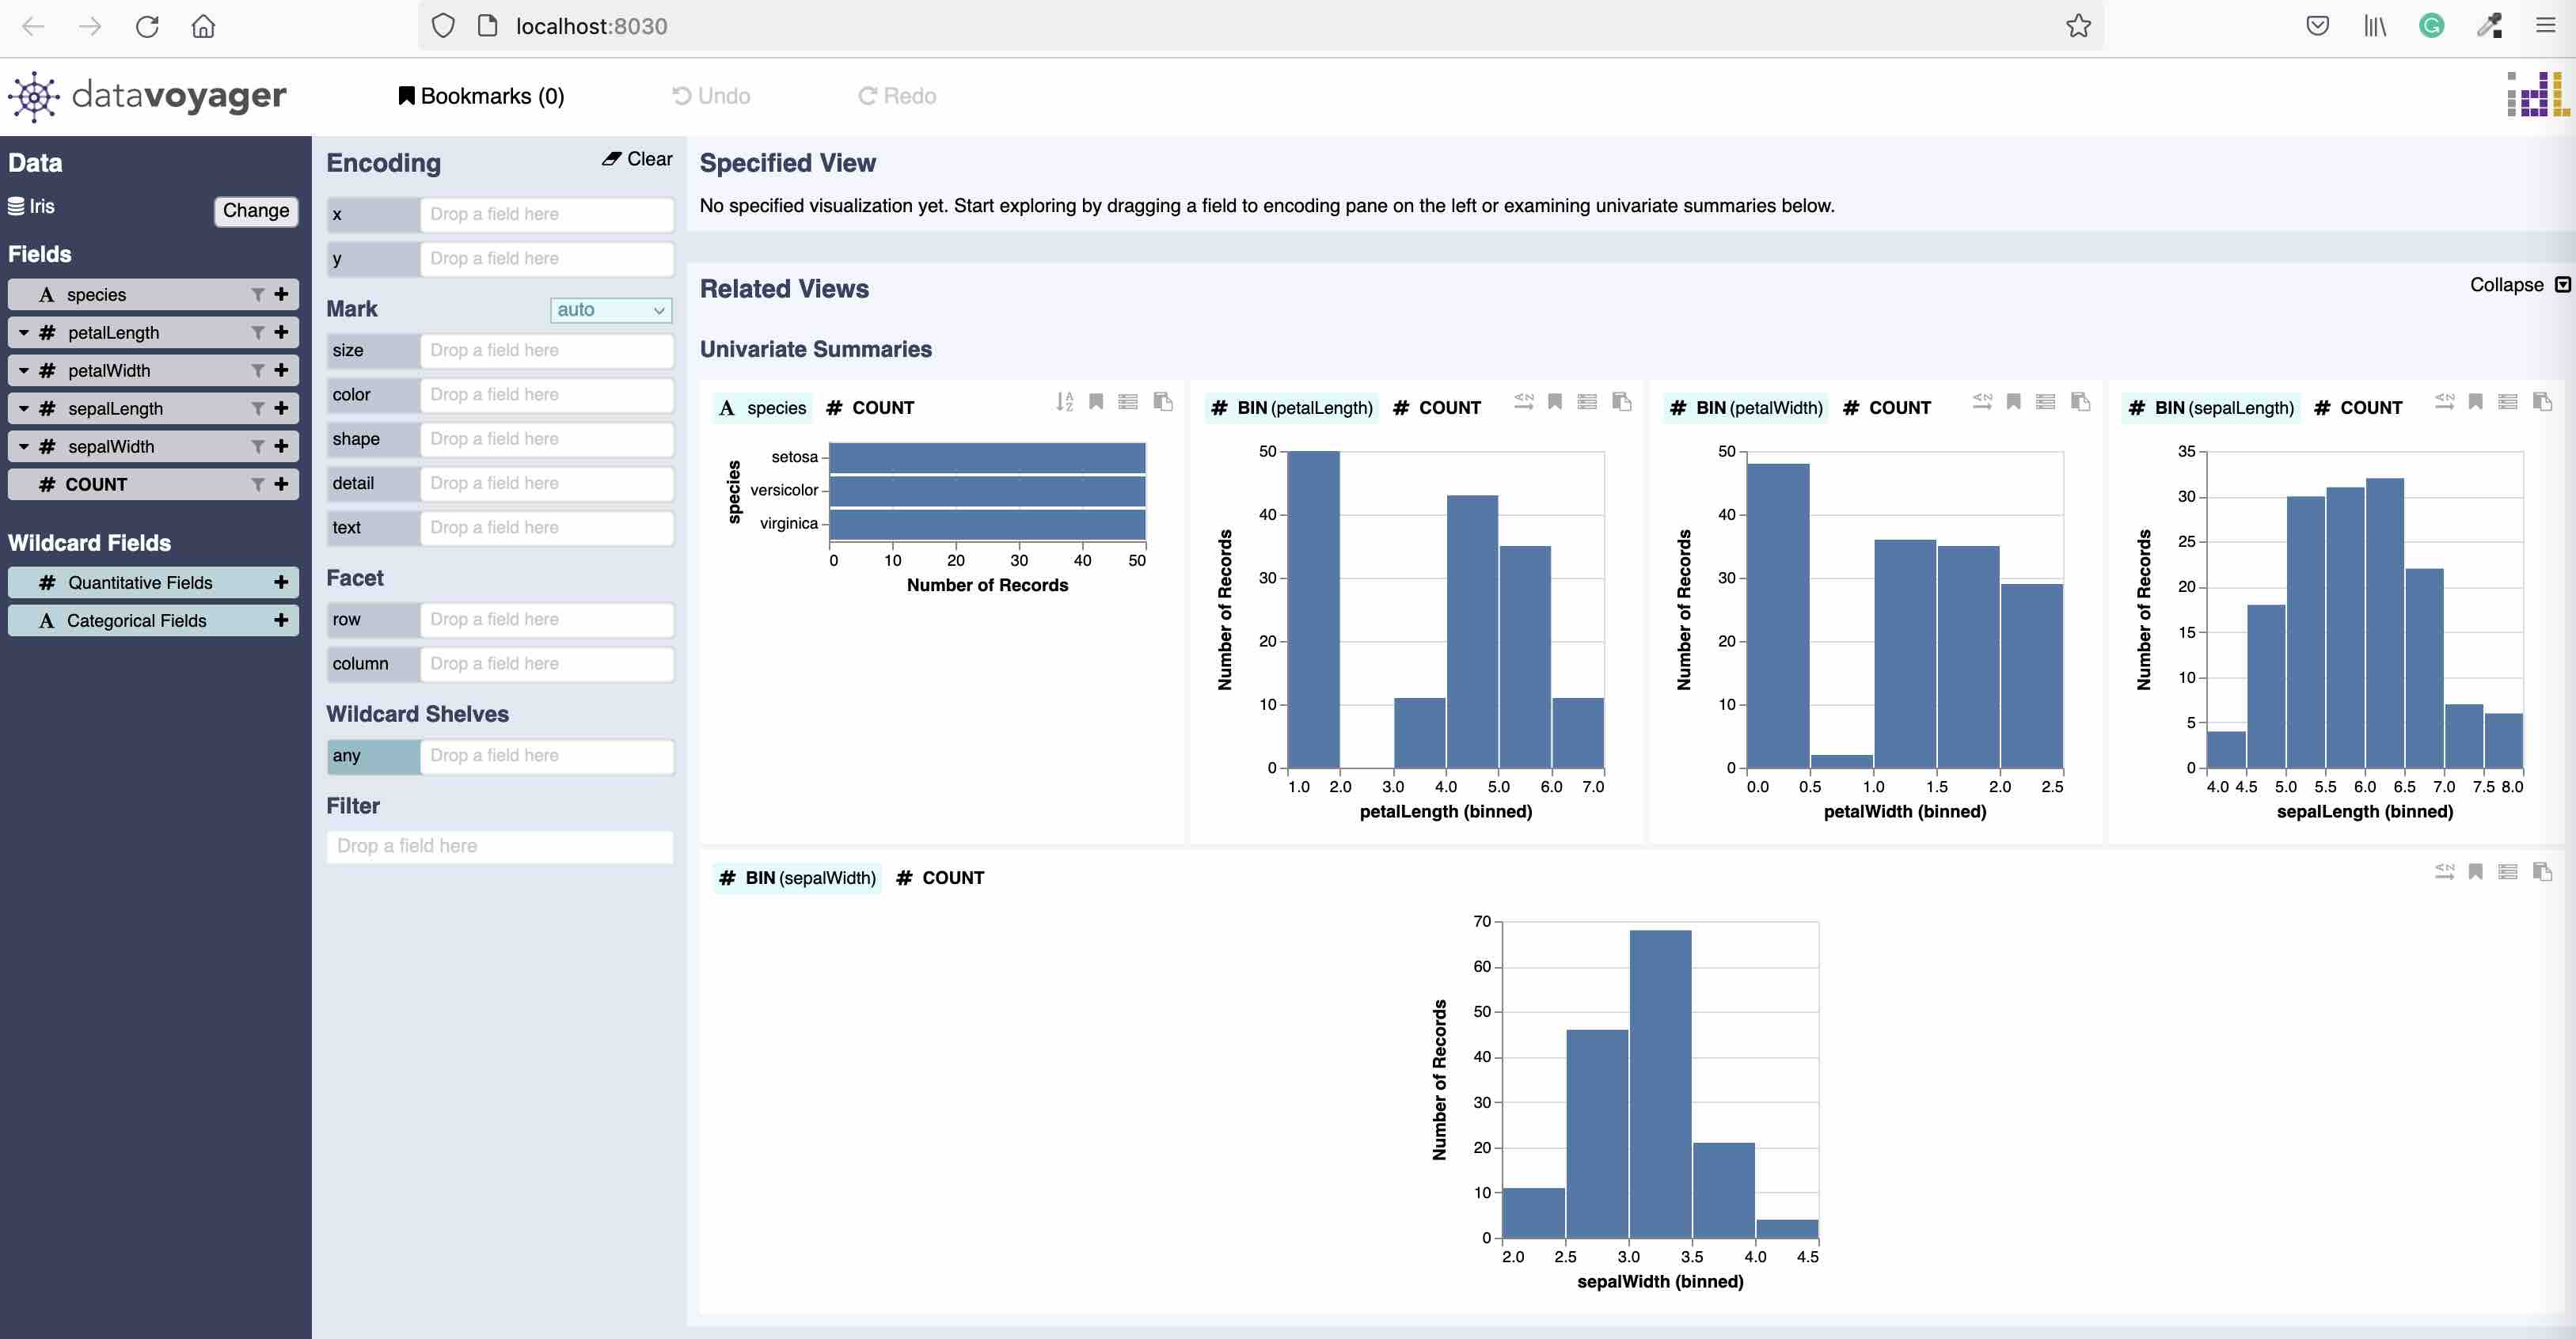 localhost:8030
datavoyager
Bookmarks (0)
Undo
Redo
idl
Data
Iris
Change
Fields
A species
# petalLength
# petalWidth
# sepalLength
# sepalWidth
# COUNT
Wildcard Fields
# Quantitative Fields
A Categorical Fields
Encoding
Clear
x Drop a field here
y Drop a field here
Mark
auto
size Drop a field here
color Drop a field here
shape Drop a field here
detail Drop a field here
text Drop a field here
Facet
row Drop a field here
column Drop a field here
Wildcard Shelves
any Drop a field here
Filter
Drop a field here
Specified View
No specified visualization yet. Start exploring by dragging a field to encoding pane on the left or examining univariate summaries below.
Related Views
Collapse
Univariate Summaries
A species # COUNT
species
setosa
versicolor
virginica
0 10 20 30 40 50
Number of Records
# BIN (petalLength) # COUNT
Number of Records
50
40
30
20
10
0
1.0 2.0 3.0 4.0 5.0 6.0 7.0
petalLength (binned)
# BIN (petalWidth) # COUNT
Number of Records
50
40
30
20
10
0
0.0 0.5 1.0 1.5 2.0 2.5
petalWidth (binned)
# BIN (sepalLength) # COUNT
Number of Records
35
30
25
20
15
10
5
0
4.0 4.5 5.0 5.5 6.0 6.5 7.0 7.5 8.0
sepalLength (binned)
# BIN (sepalWidth) # COUNT
Number of Records
70
60
50
40
30
20
10
0
2.0 2.5 3.0 3.5 4.0 4.5
sepalWidth (binned)